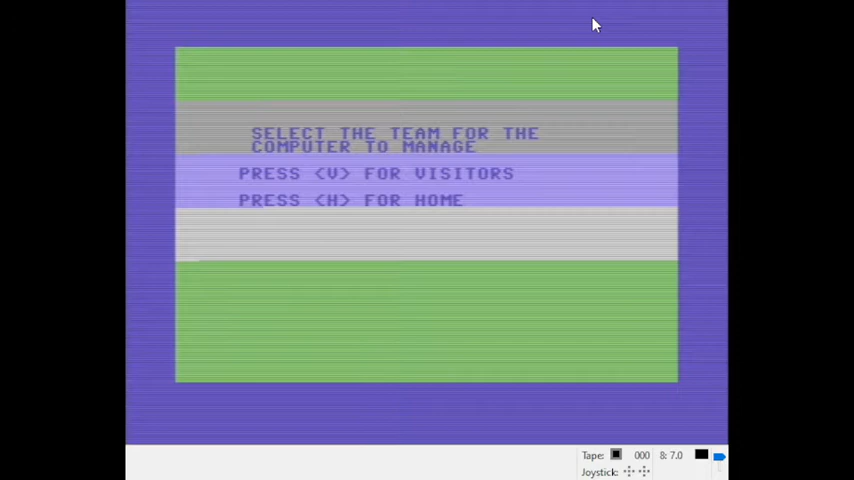 SELECT THE TEAM FOR THE
COMPUTER TO MANAGE
PRESS <V> FOR VISITORS
PRESS <H> FOR HOME
Tape: 000 8: 7.0
Joystick: